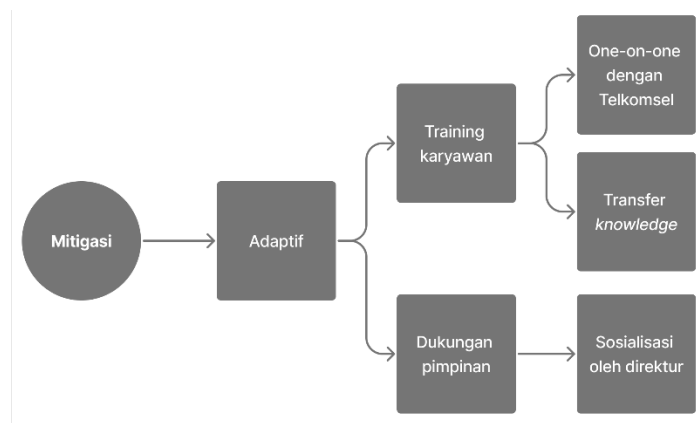 Mitigasi
Adaptif
Training
karyawan
One-on-one
dengan
Telkomsel
Transfer
knowledge
Dukungan
pimpinan
Sosialisasi
oleh direktur